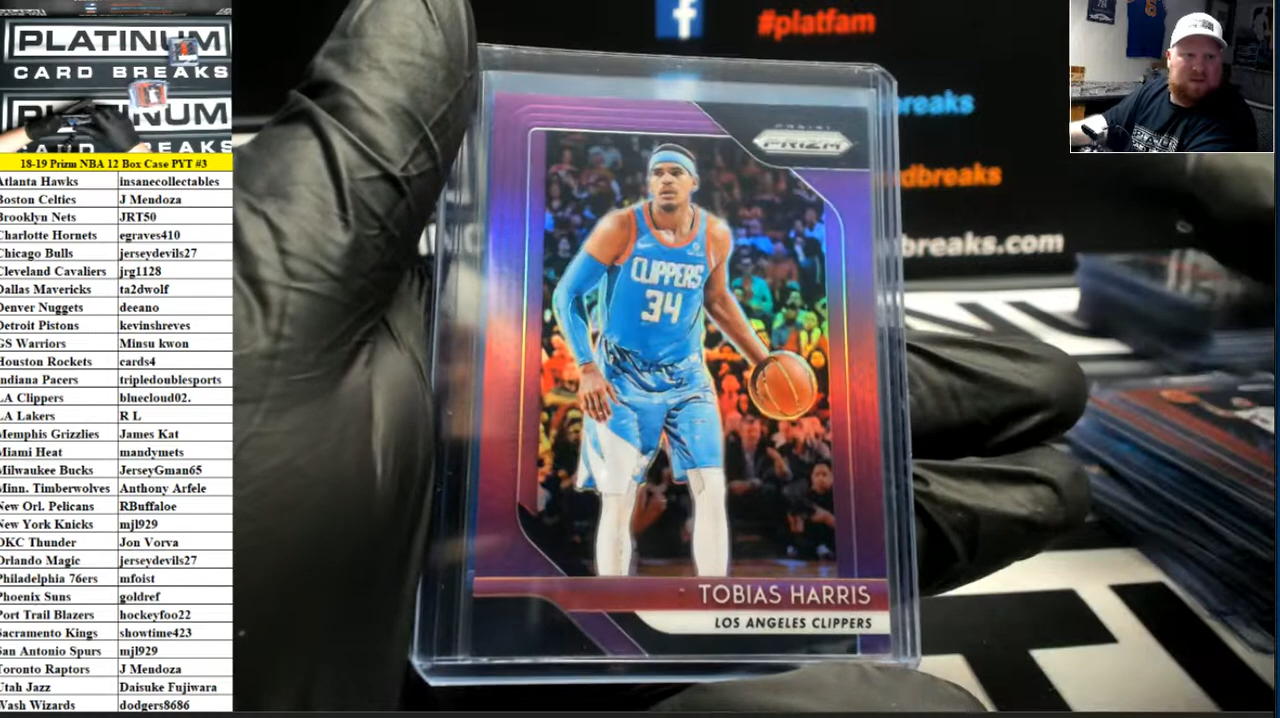 PLATINUM
CARD BREAKS
PLATINUM
CARD BREAKS
18-19 Prizm NBA 12 Box Case PYT #3
Atlanta Hawks insanecollectables
Boston Celtics J Mendoza
Brooklyn Nets JRT50
Charlotte Hornets egraves410
Chicago Bulls jerseydevils27
Cleveland Cavaliers jrg1128
Dallas Mavericks ta2dwolf
Denver Nuggets deeano
Detroit Pistons kevinshreves
GS Warriors Minsu kwon
Houston Rockets cards4
Indiana Pacers tripledoublesports
LA Clippers bluecloud02.
LA Lakers R L
Memphis Grizzlies James Kat
Miami Heat mandymets
Milwaukee Bucks JerseyGman65
Minn. Timberwolves Anthony Arfele
New Orl. Pelicans RBuffaloe
New York Knicks mjl929
OKC Thunder Jon Vorva
Orlando Magic jerseydevils27
Philadelphia 76ers mfoist
Phoenix Suns goldref
Port Trail Blazers hockeyfoo22
Sacramento Kings showtime423
San Antonio Spurs mjl929
Toronto Raptors J Mendoza
Utah Jazz Daisuke Fujiwara
Wash Wizards dodgers8686
f #platfam
breaks
rdbreaks
breaks.com
PANINI
PRIZM
CLIPPERS
34
TOBIAS HARRIS
LOS ANGELES CLIPPERS